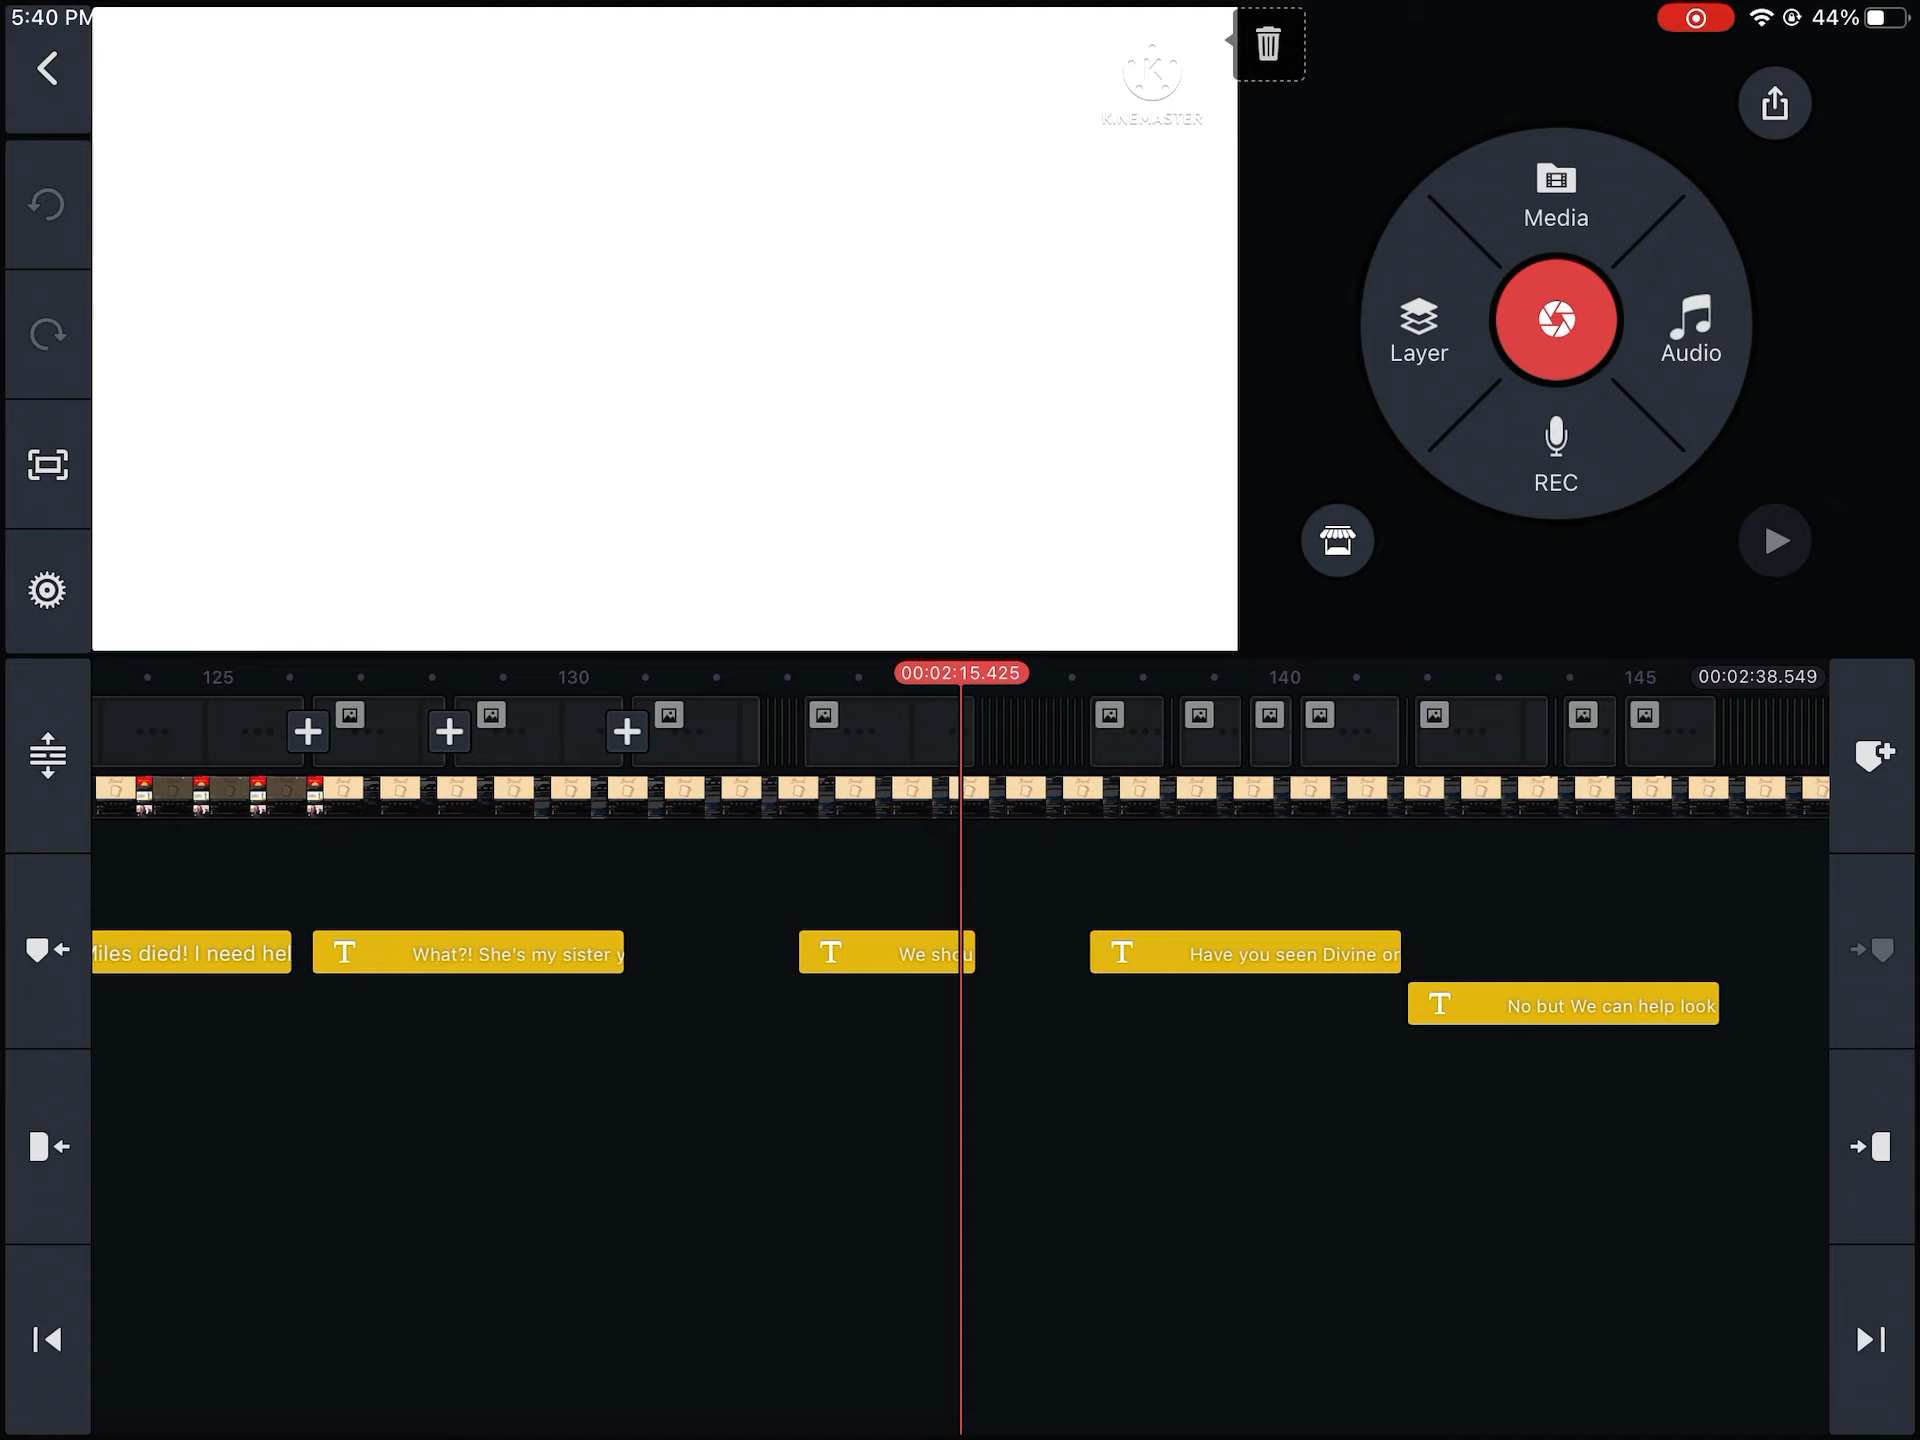 5:40 PM
44%
KINEMASTER
Media
Layer
Audio
REC
125
130
00:02:15.425
140
145
00:02:38.549
Miles died! I need hel
What?! She's my sister y
We shou
Have you seen Divine or
No but We can help look